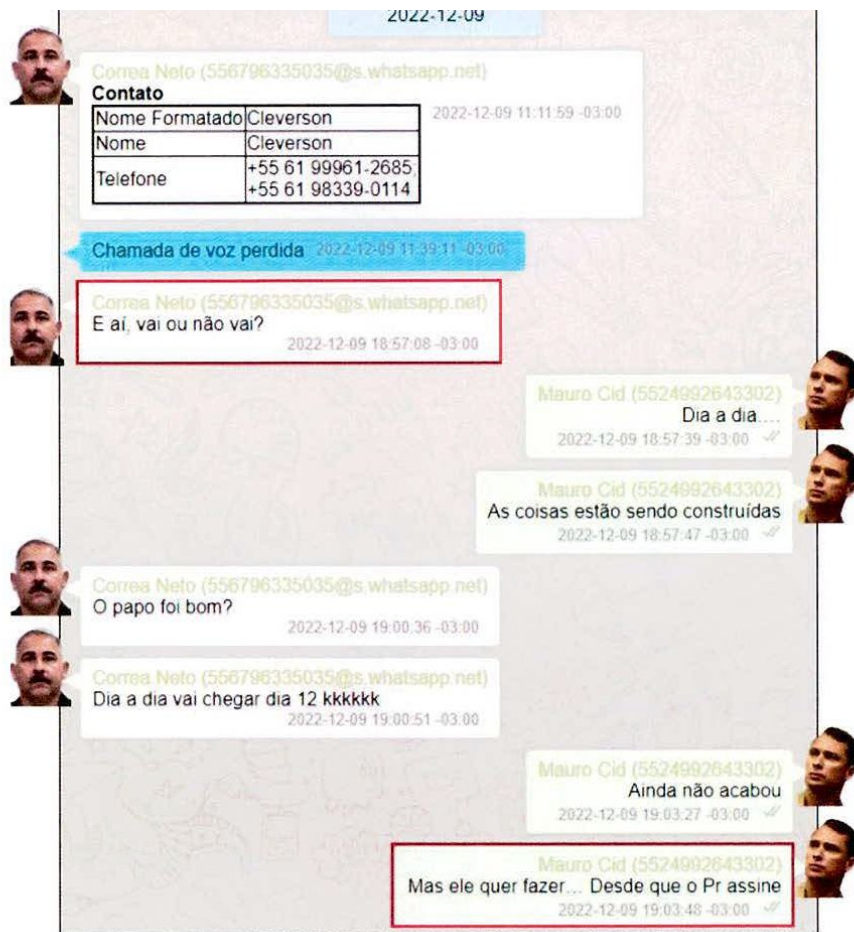 2022-12-09
Correa Neto (556796335035@s.whatsapp.net)
Contato
Nome Formatado Cleverson
2022-12-09 11:11:59 -03:00
Nome Cleverson
Telefone +55 61 99961-2685;
+55 61 98339-0114
Chamada de voz perdida 2022-12-09 11:39:11 -03:00
Correa Neto (556796335035@s.whatsapp.net)
E aí, vai ou não vai?
2022-12-09 18:57:08 -03:00
Mauro Cid (5524992643302)
Dia a dia....
2022-12-09 18:57:39 -03:00
Mauro Cid (5524992643302)
As coisas estão sendo construídas
2022-12-09 18:57:47 -03:00
Correa Neto (556796335035@s.whatsapp.net)
O papo foi bom?
2022-12-09 19:00:36 -03:00
Correa Neto (556796335035@s.whatsapp.net)
Dia a dia vai chegar dia 12 kkkkkk
2022-12-09 19:00:51 -03:00
Mauro Cid (5524992643302)
Ainda não acabou
2022-12-09 19:03:27 -03:00
Mauro Cid (5524992643302)
Mas ele quer fazer... Desde que o Pr assine
2022-12-09 19:03:48 -03:00